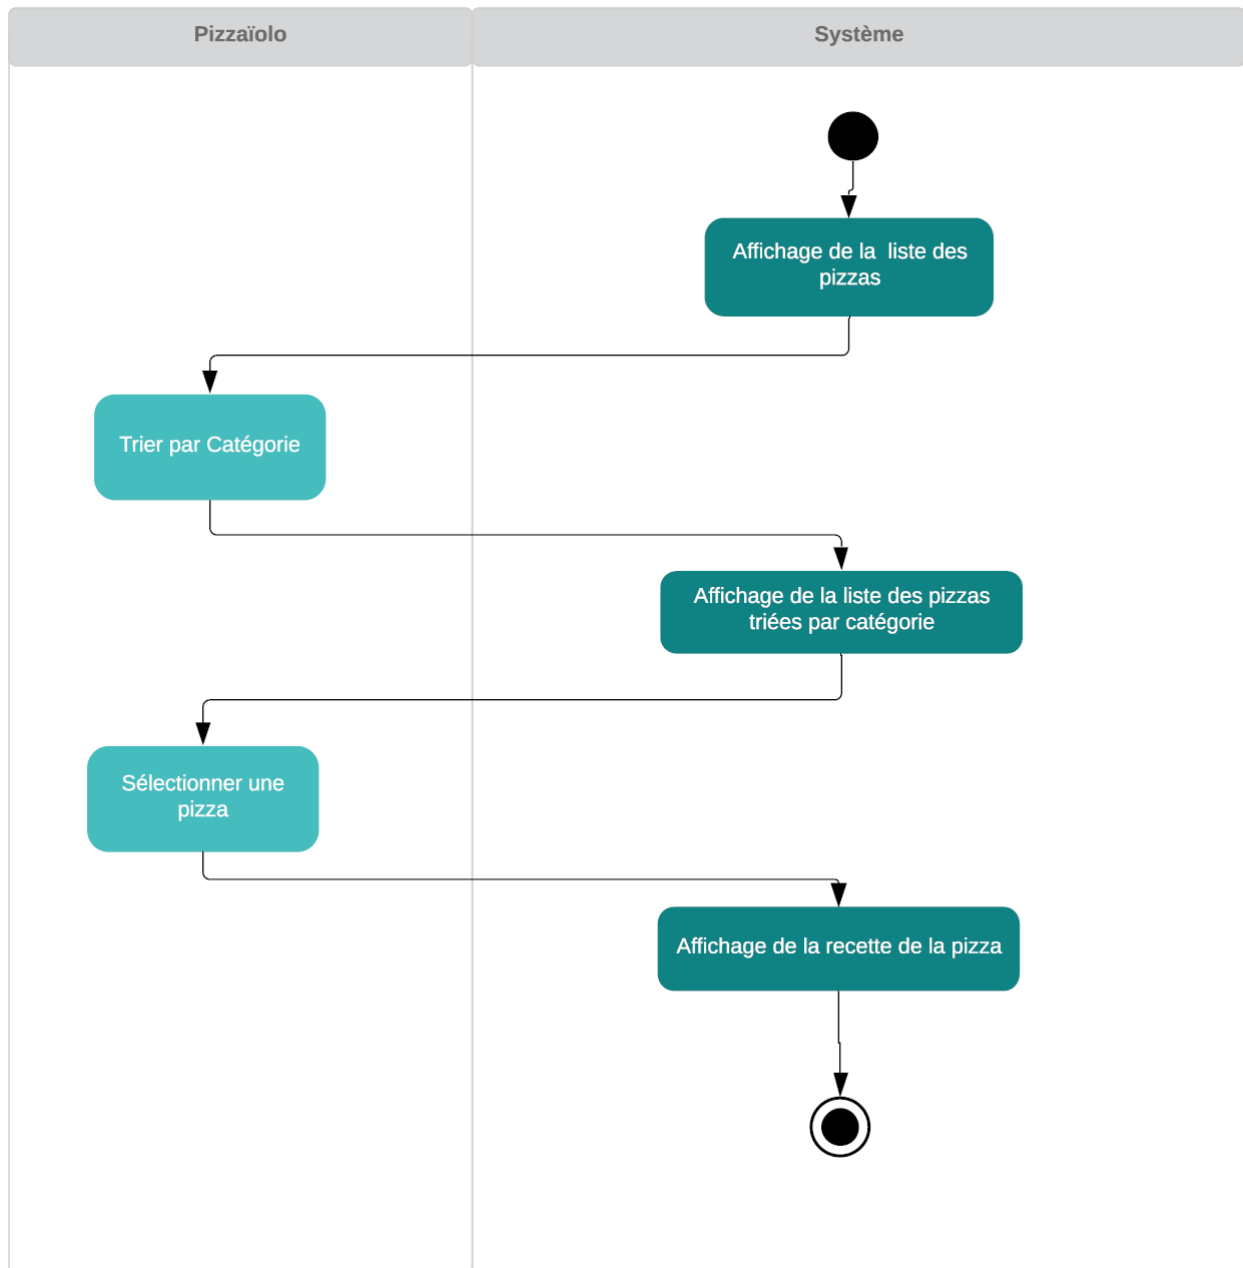 Pizzaïolo
Système
Affichage de la liste des
pizzas
Trier par Catégorie
Affichage de la liste des pizzas
triées par catégorie
Sélectionner une
pizza
Affichage de la recette de la pizza